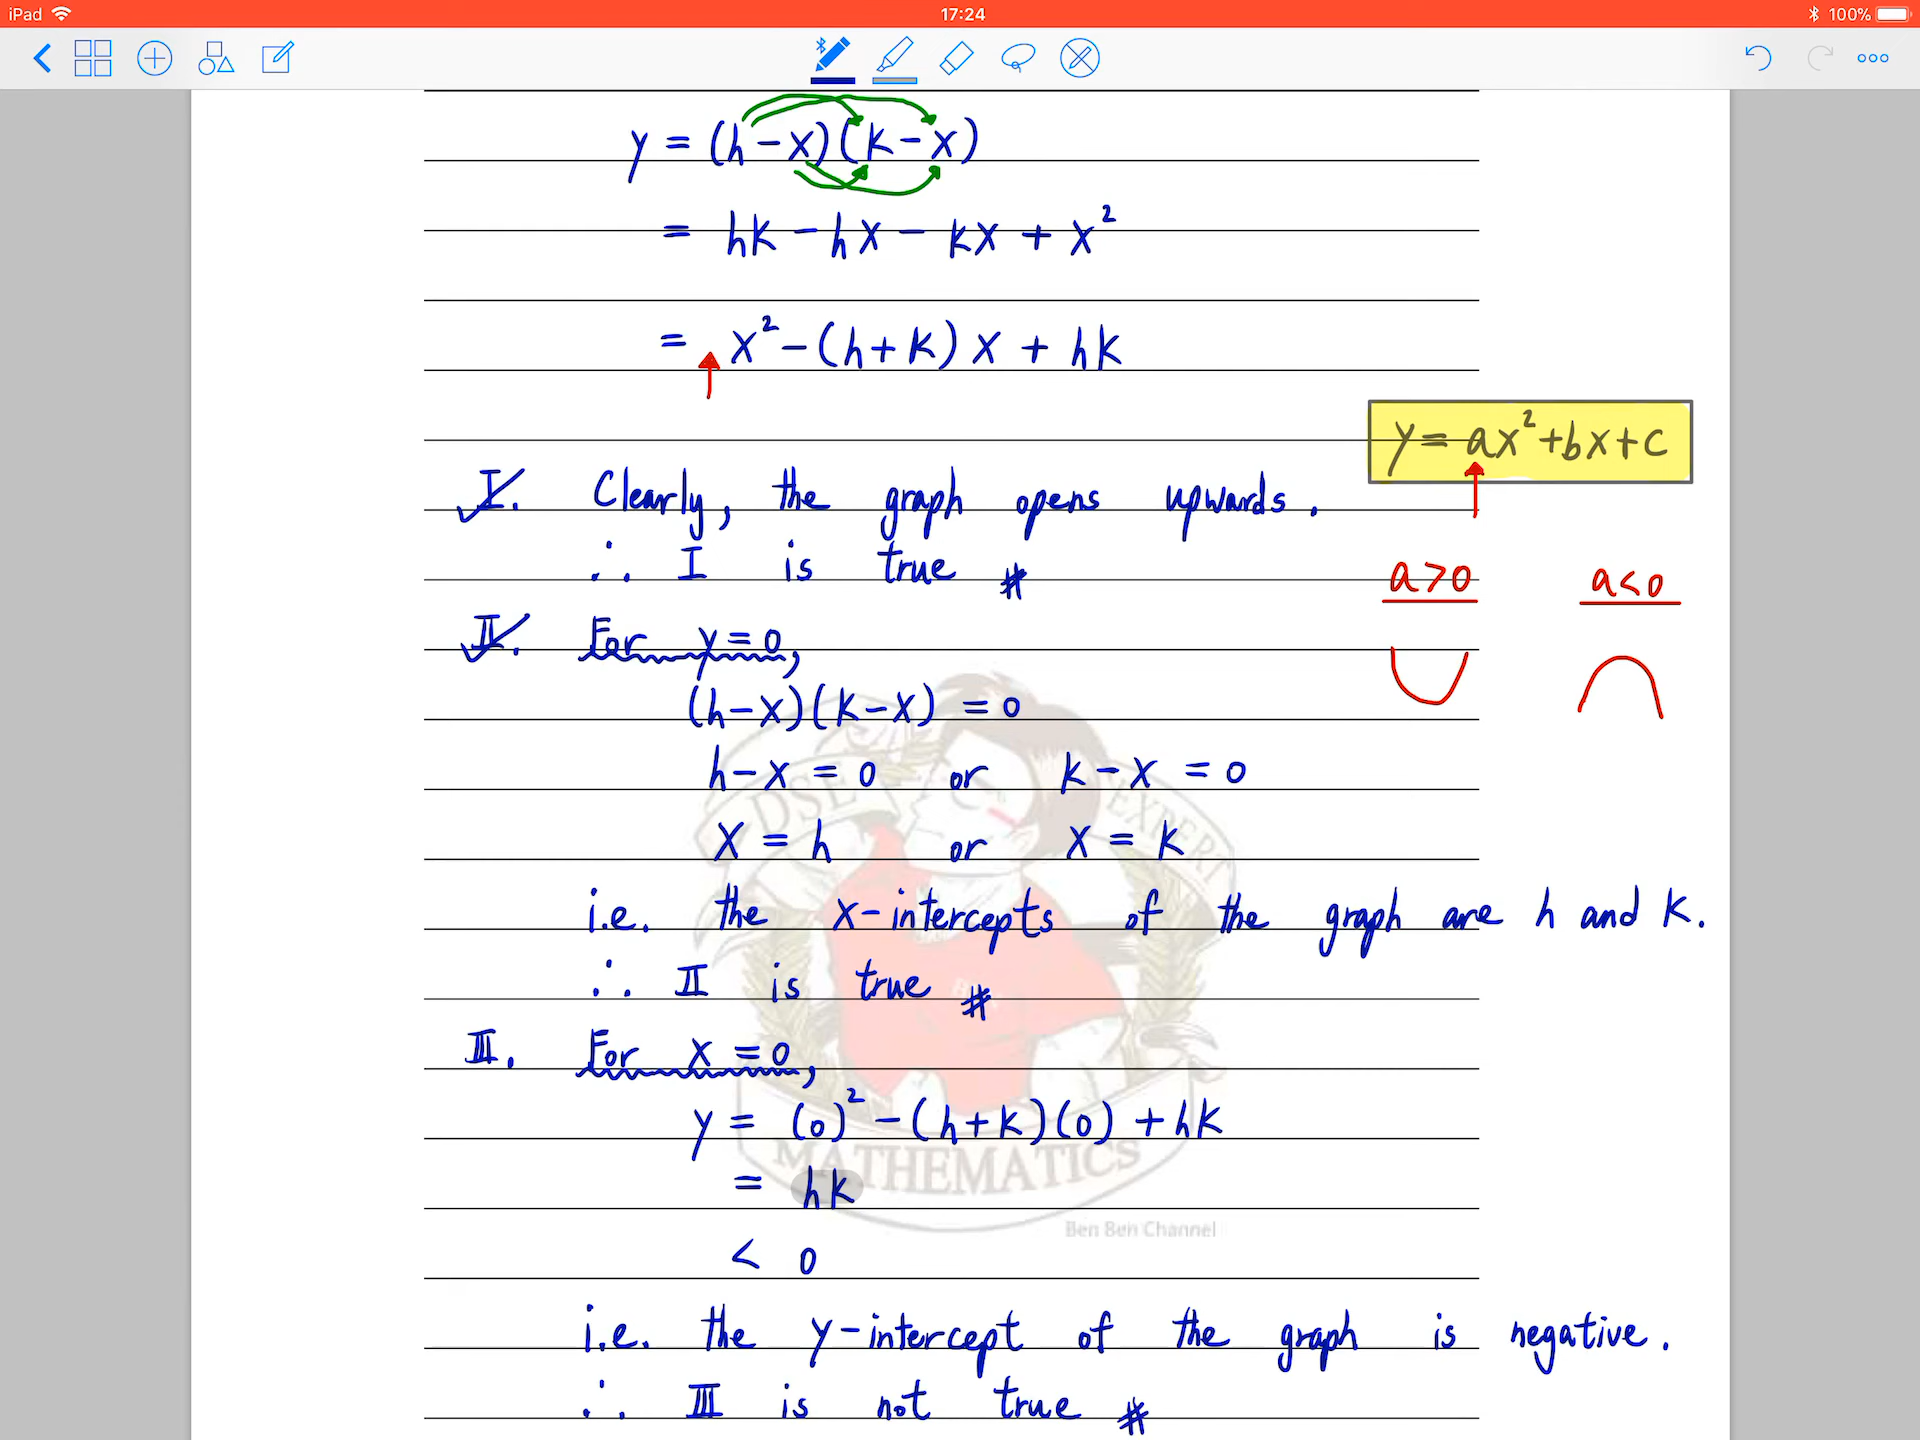 iPad 17:24 100%
y = (h-x)(k-x)
= hk - hx - kx + x²
= x² - (h+k)x + hk
y = ax² + bx + c
I. Clearly, the graph opens upwards.
∴ I is true #
a>0 a<0
II. For y=0,
(h-x)(k-x) = 0
h-x = 0 or k-x = 0
x = h or x = k
DSE EXPERT
i.e. the x-intercepts of the graph are h and k.
∴ II is true #
III. For x=0,
y = (0)² - (h+k)(0) + hk
MATHEMATICS
= hk
Ben Ben Channel
< 0
i.e. the y-intercept of the graph is negative.
∴ III is not true #